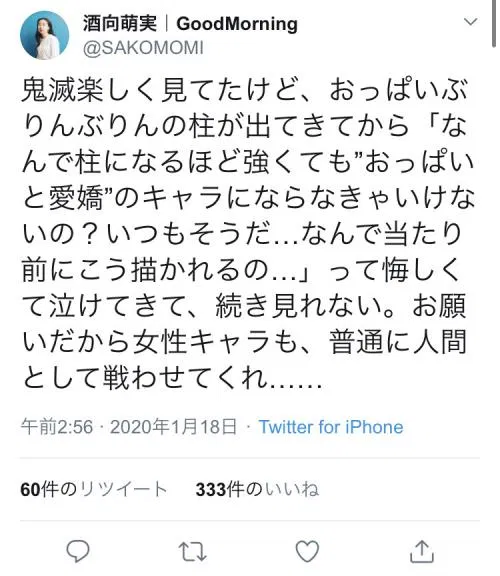 酒向萌実｜GoodMorning
@SAKOMOMI
鬼滅楽しく見てたけど、おっぱいぶ
りんぶりんの柱が出てきてから「な
んで柱になるほど強くても”おっぱい
と愛嬌”のキャラにならなきゃいけな
いの？いつもそうだ…なんで当たり
前にこう描かれるの…」って悔しく
て泣けてきて、続き見れない。お願
いだから女性キャラも、普通に人間
として戦わせてくれ……
午前2:56 · 2020年1月18日 · Twitter for iPhone
60件のリツイート 333件のいいね